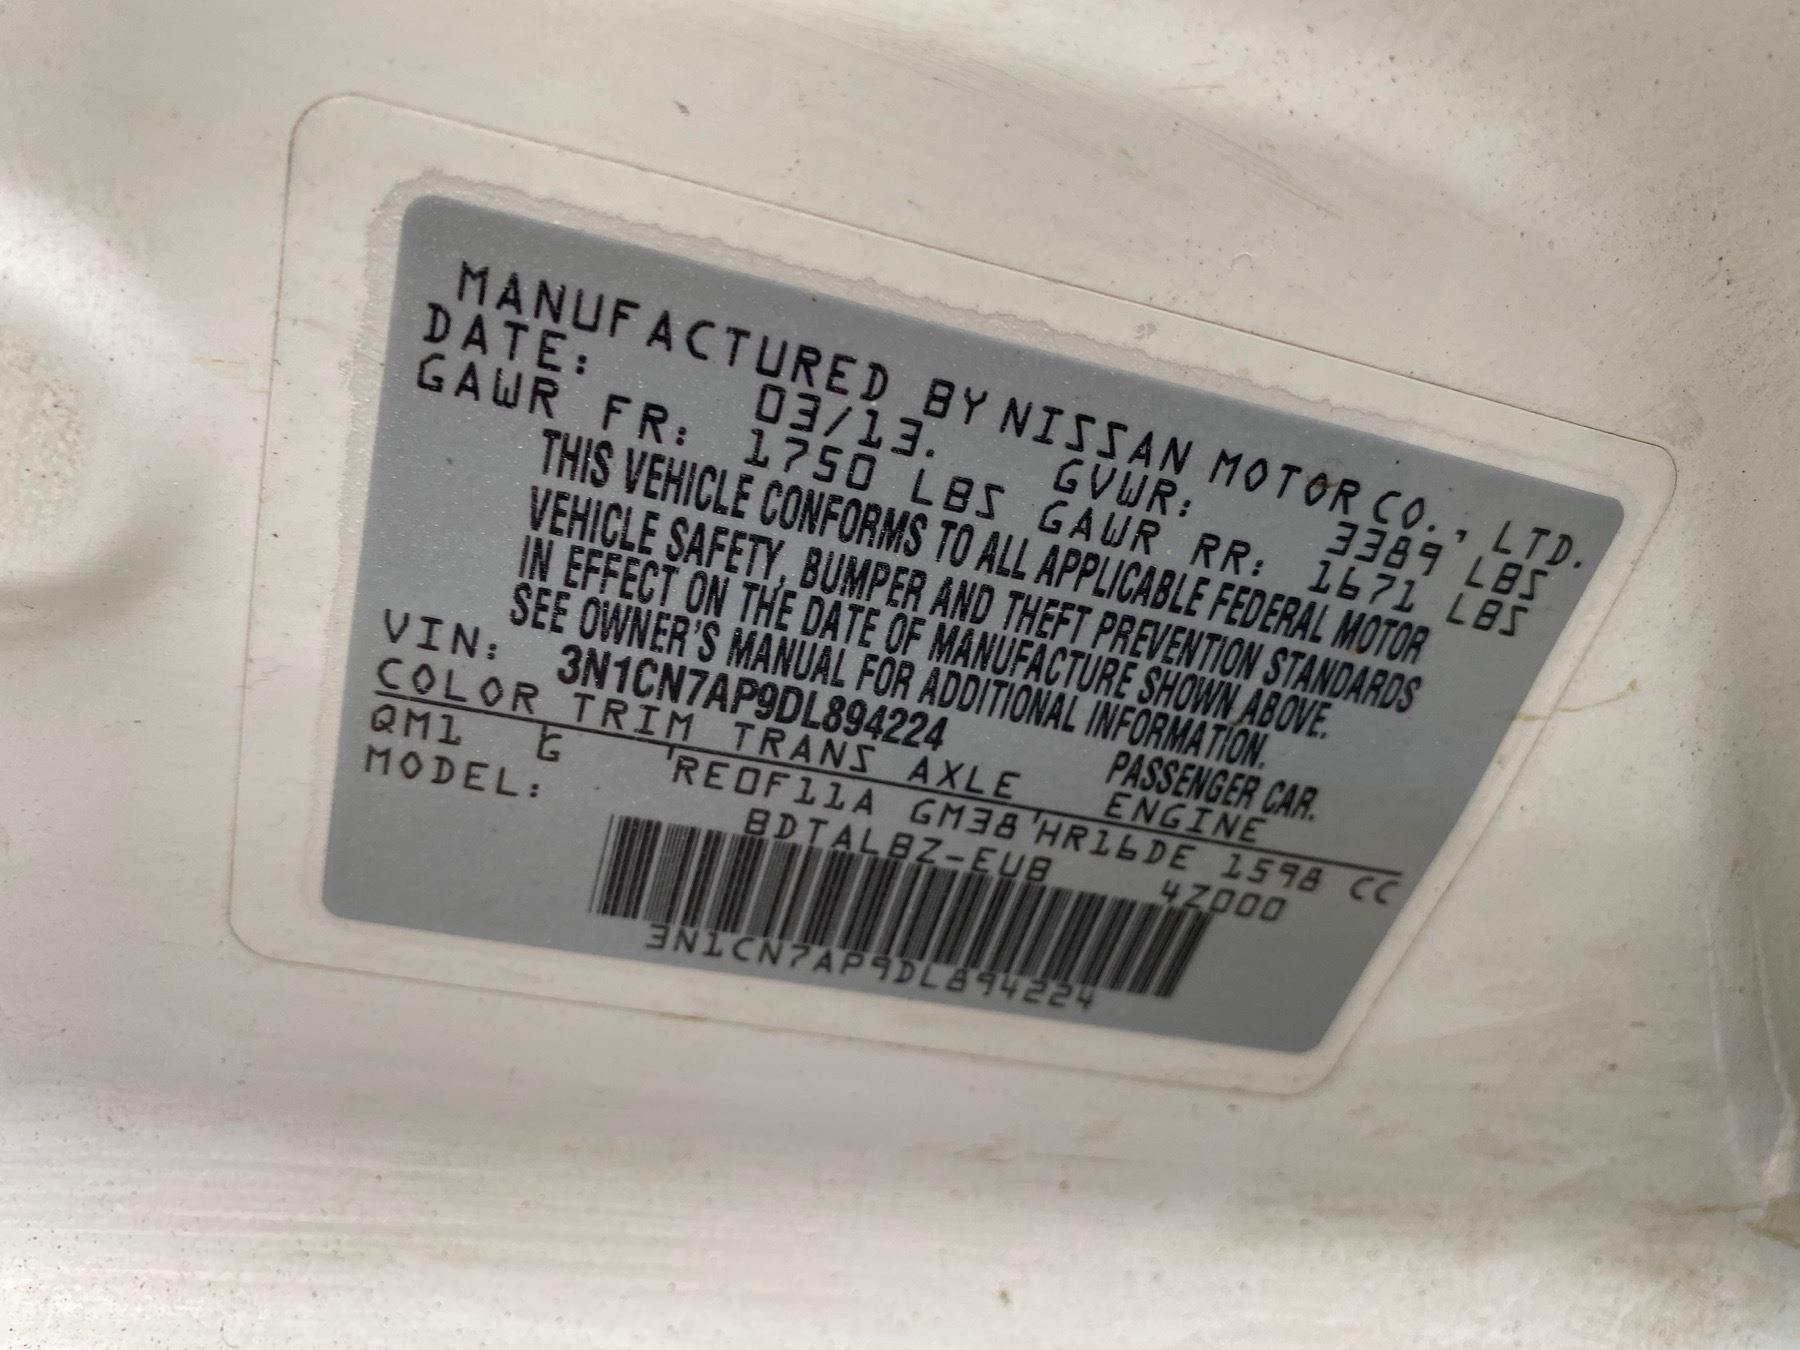 MANUFACTURED BY NISSAN MOTOR CO., LTD.
DATE: 03/13. GVWR: 3389 LBS
GAWR FR: 1750 LBS GAWR RR: 1671 LBS
THIS VEHICLE CONFORMS TO ALL APPLICABLE FEDERAL MOTOR
VEHICLE SAFETY, BUMPER AND THEFT PREVENTION STANDARDS
IN EFFECT ON THE DATE OF MANUFACTURE SHOWN ABOVE.
SEE OWNER'S MANUAL FOR ADDITIONAL INFORMATION.
VIN: 3N1CN7AP9DL894224 PASSENGER CAR.
COLOR TRIM TRANS AXLE ENGINE
QM1 G RE0F11A GM38 HR16DE 1598 CC
MODEL: BDTALBZ-EUB 4Z000
3N1CN7AP9DL894224